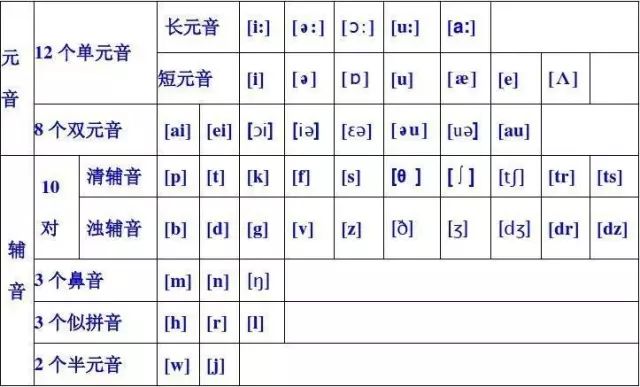 元音
12 个单元音
长元音 [i:] [ə:] [ɔ:] [u:] [a:]
短元音 [i] [ə] [ɒ] [u] [æ] [e] [Λ]
8 个双元音 [ai] [ei] [ɔi] [iə] [εə] [əu] [uə] [au]
辅音
10 对
清辅音 [p] [t] [k] [f] [s] [θ ] [ʃ ] [tʃ] [tr] [ts]
浊辅音 [b] [d] [g] [v] [z] [ð] [ʒ] [dʒ] [dr] [dz]
3 个鼻音 [m] [n] [ŋ]
3 个似拼音 [h] [r] [l]
2 个半元音 [w] [j]